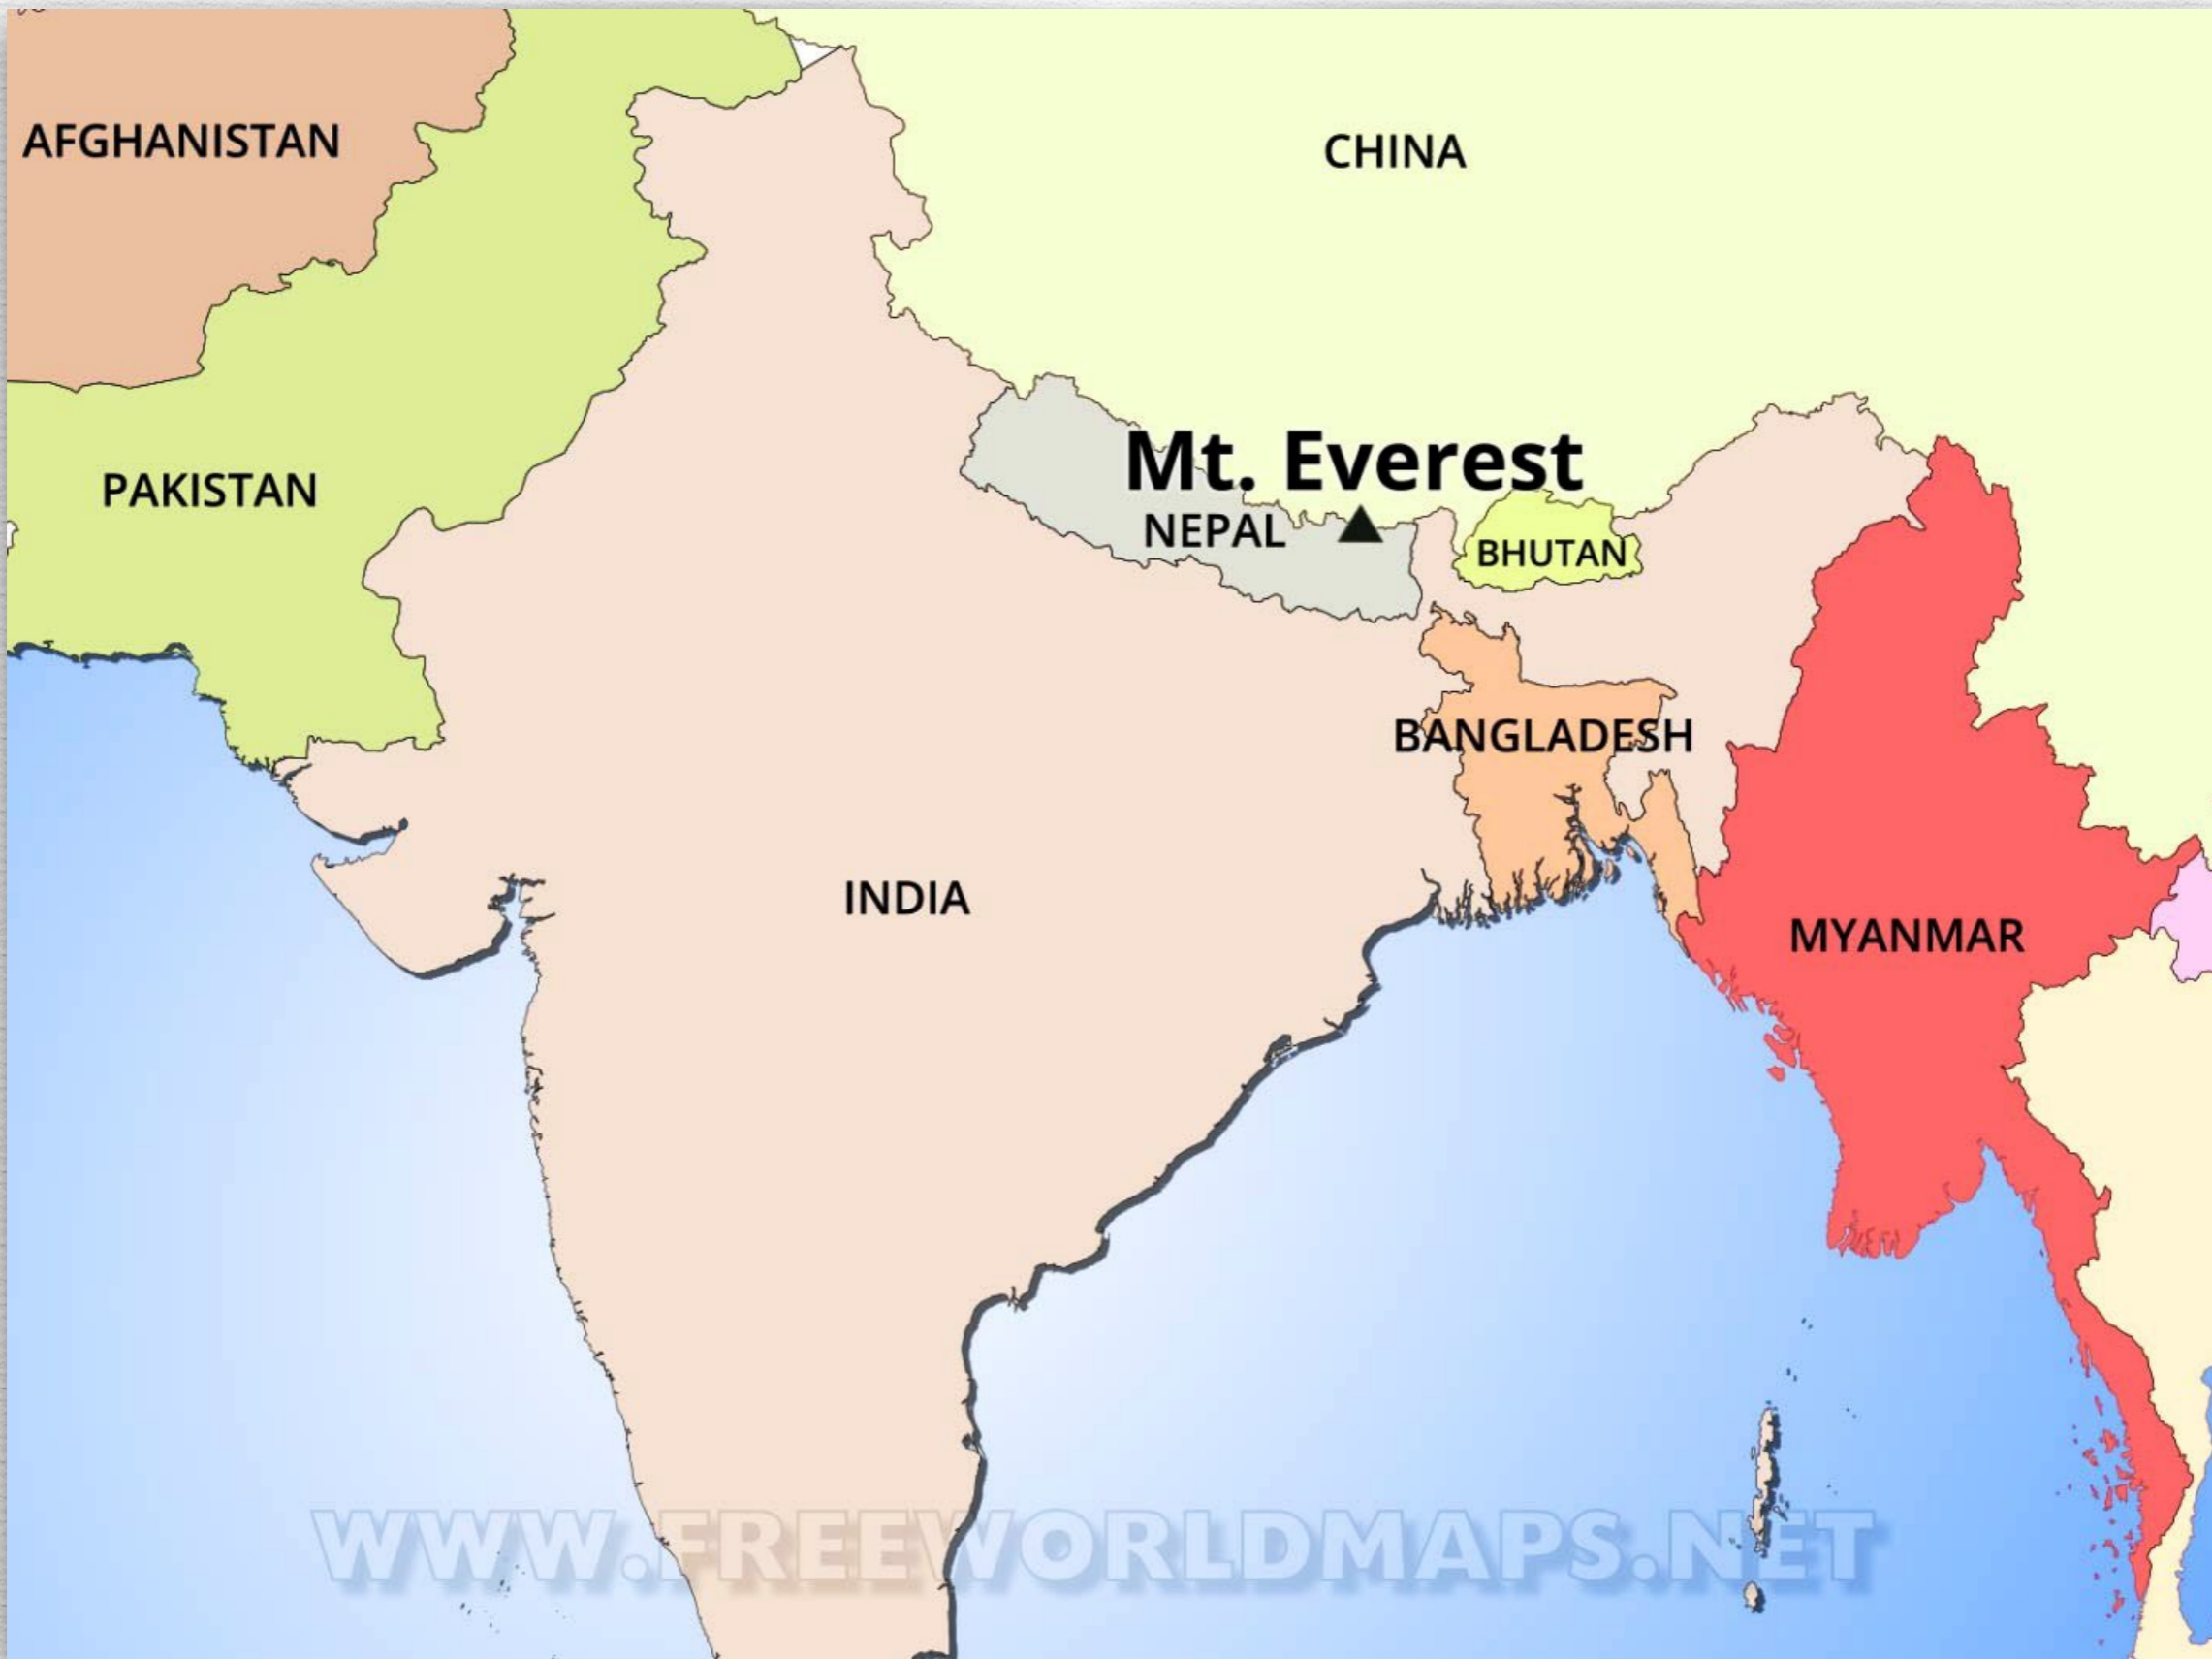 AFGHANISTAN
CHINA
Mt. Everest
PAKISTAN
NEPAL
BHUTAN
BANGLADESH
INDIA
MYANMAR
WWW.FREEWORLDMAPS.NET